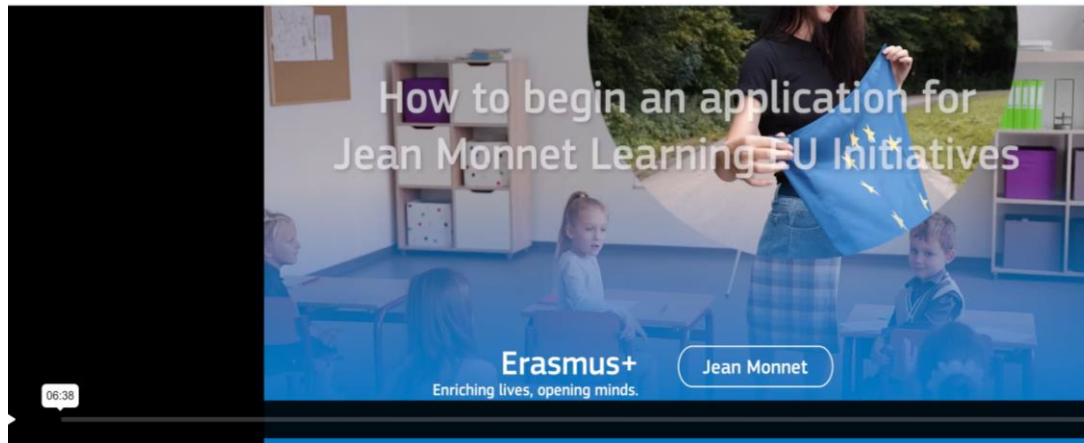 How to begin an application for
Jean Monnet Learning EU Initiatives
Erasmus+
Jean Monnet
Enriching lives, opening minds.
06:38